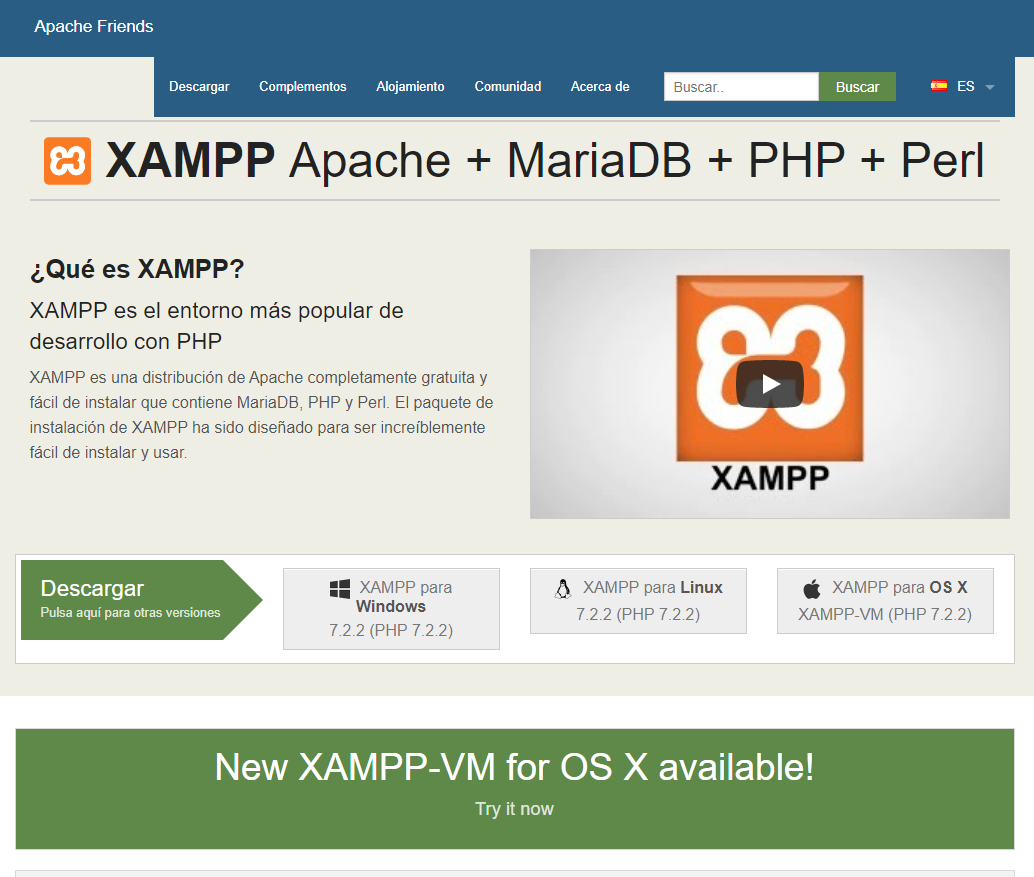 Apache Friends
Descargar Complementos Alojamiento Comunidad Acerca de Buscar.. Buscar ES
XAMPP Apache + MariaDB + PHP + Perl
¿Qué es XAMPP?
XAMPP es el entorno más popular de
desarrollo con PHP
XAMPP es una distribución de Apache completamente gratuita y
fácil de instalar que contiene MariaDB, PHP y Perl. El paquete de
instalación de XAMPP ha sido diseñado para ser increíblemente
fácil de instalar y usar.
XAMPP
Descargar
Pulsa aquí para otras versiones
XAMPP para
Windows
7.2.2 (PHP 7.2.2)
XAMPP para Linux
7.2.2 (PHP 7.2.2)
XAMPP para OS X
XAMPP-VM (PHP 7.2.2)
New XAMPP-VM for OS X available!
Try it now